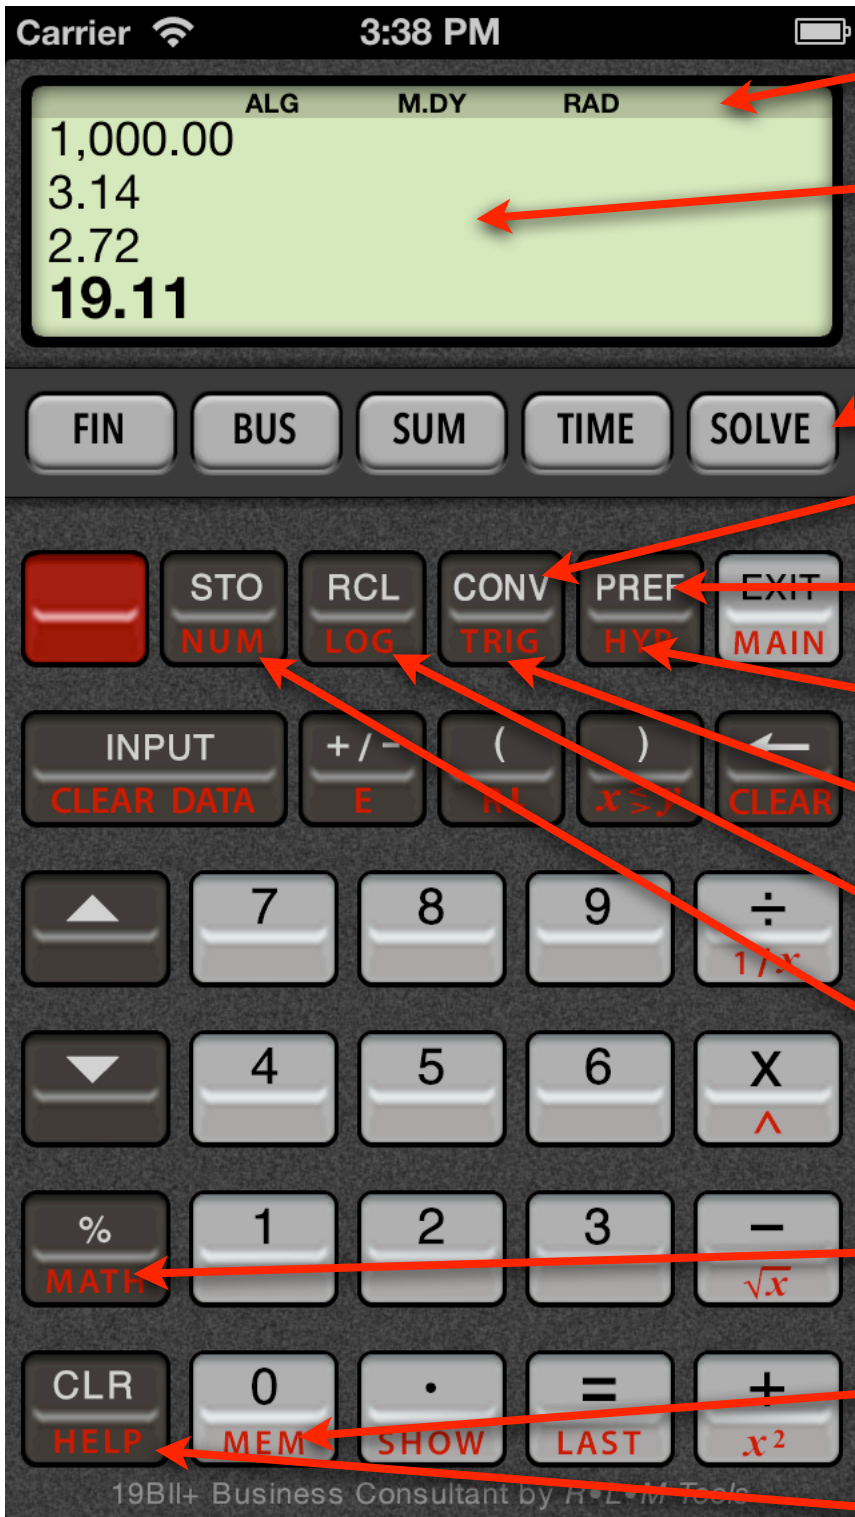 Carrier 3:38 PM
ALG M.DY RAD
1,000.00
3.14
2.72
19.11
FIN BUS SUM TIME SOLVE
STO RCL CONV PREF EXIT
NUM LOG TRIG HYP MAIN
INPUT +/- ( ) ←
CLEAR DATA E R↓ x≶y CLEAR
▲ 7 8 9 ÷
1/x
▼ 4 5 6 X
^
% 1 2 3 −
MATH √x
CLR 0 . = +
HELP MEM SHOW LAST x²
19BII+ Business Consultant by R•L•M Tools